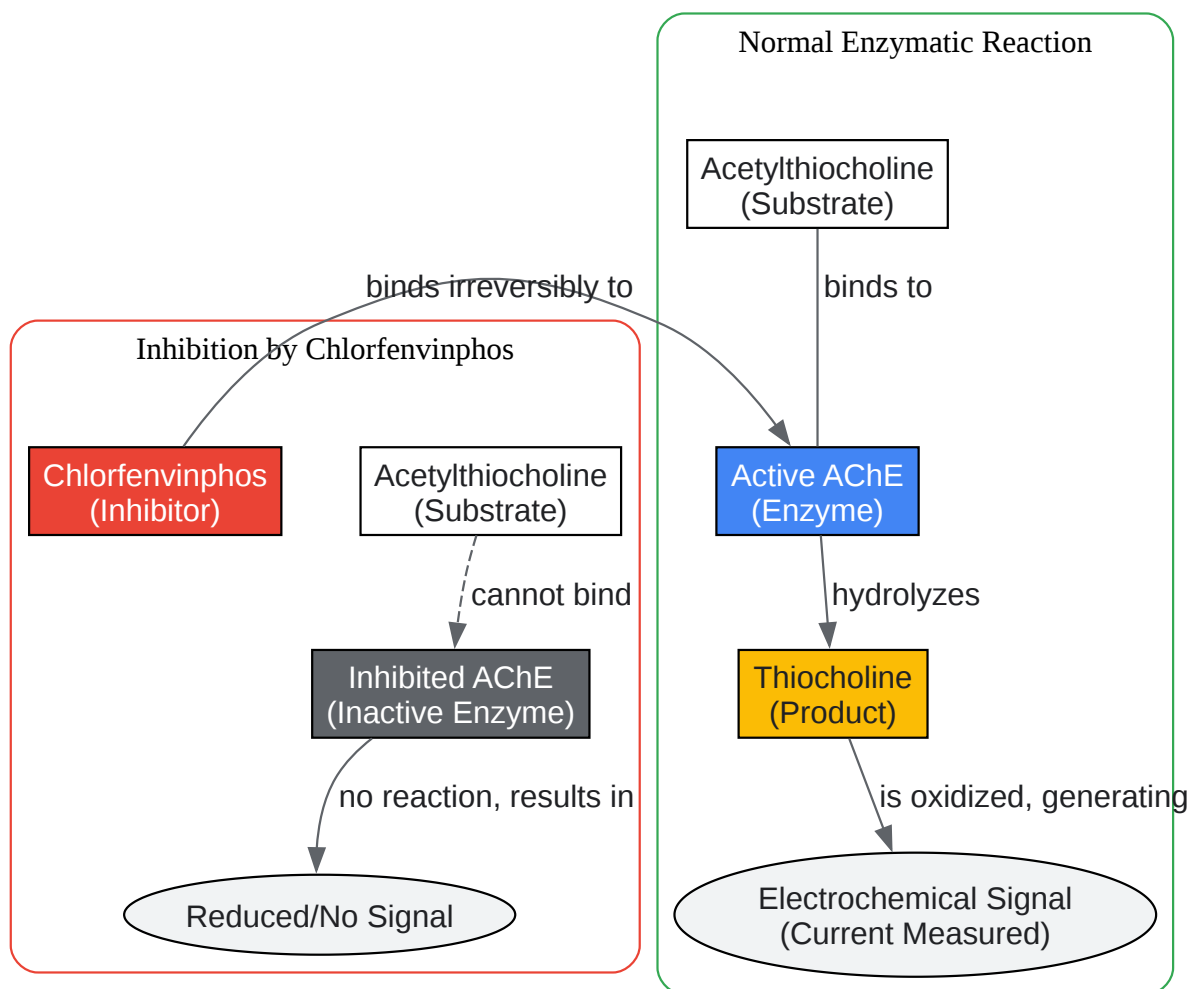 Normal Enzymatic Reaction
Acetylthiocholine
(Substrate)
binds irreversibly to
binds to
Inhibition by Chlorfenvinphos
Chlorfenvinphos
(Inhibitor)
Acetylthiocholine
(Substrate)
Active AChE
(Enzyme)
cannot bind
hydrolyzes
Inhibited AChE
(Inactive Enzyme)
Thiocholine
(Product)
no reaction, results in
is oxidized, generating
Reduced/No Signal
Electrochemical Signal
(Current Measured)